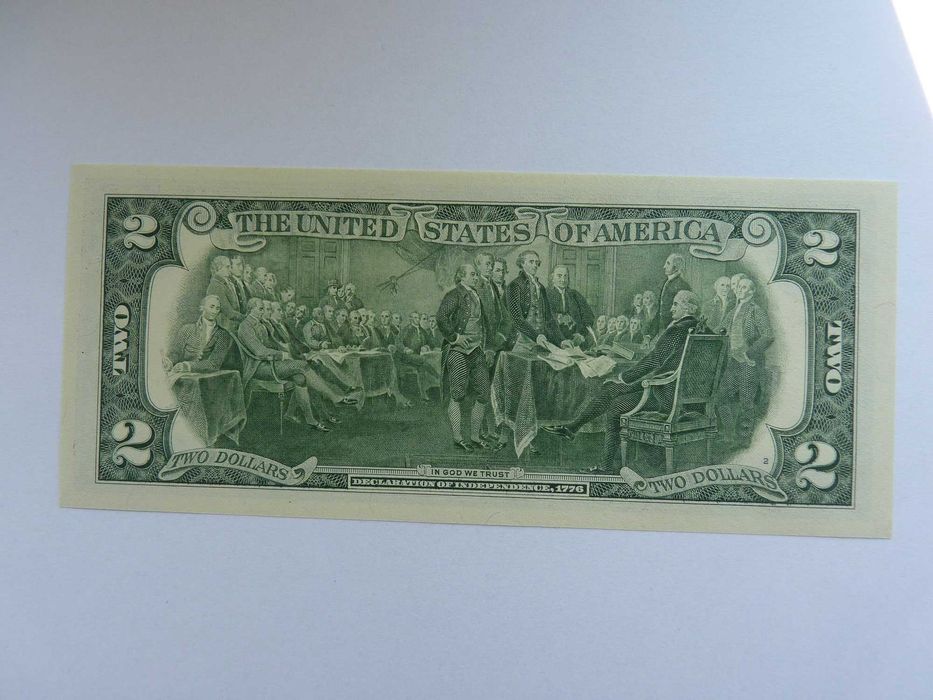 THE UNITED STATES OF AMERICA
2
2
TWO
TWO
2
2
TWO DOLLARS
IN GOD WE TRUST
DECLARATION OF INDEPENDENCE, 1776
2
TWO DOLLARS